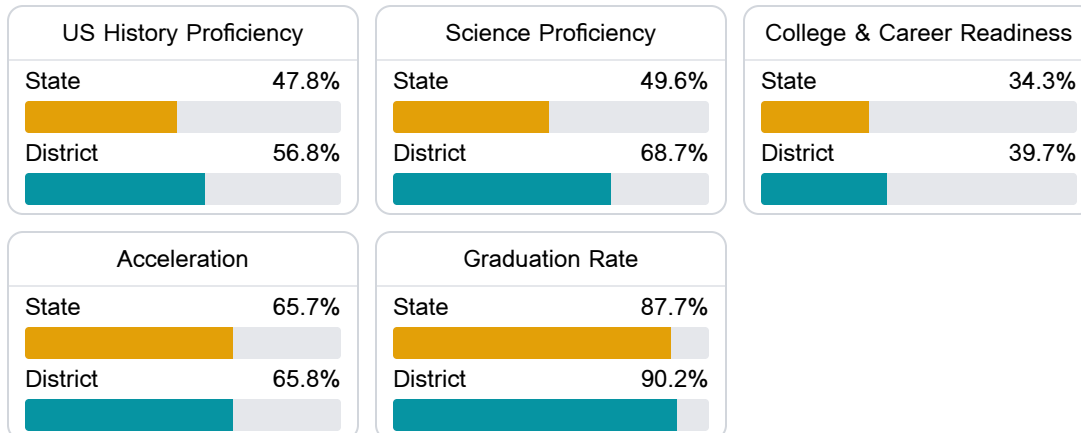 US History Proficiency
State 47.8%
District 56.8%
Science Proficiency
State 49.6%
District 68.7%
College & Career Readiness
State 34.3%
District 39.7%
Acceleration
State 65.7%
District 65.8%
Graduation Rate
State 87.7%
District 90.2%